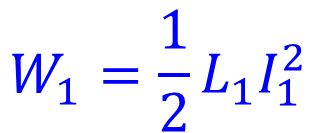 W₁ = 1/2 L₁I₁²